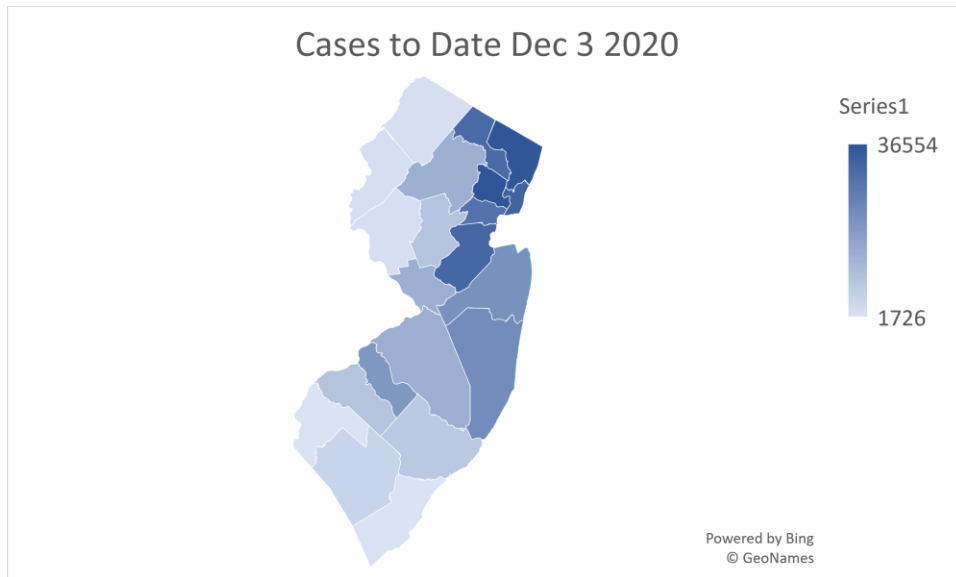 Cases to Date Dec 3 2020
Series1
36554
1726
Powered by Bing
© GeoNames